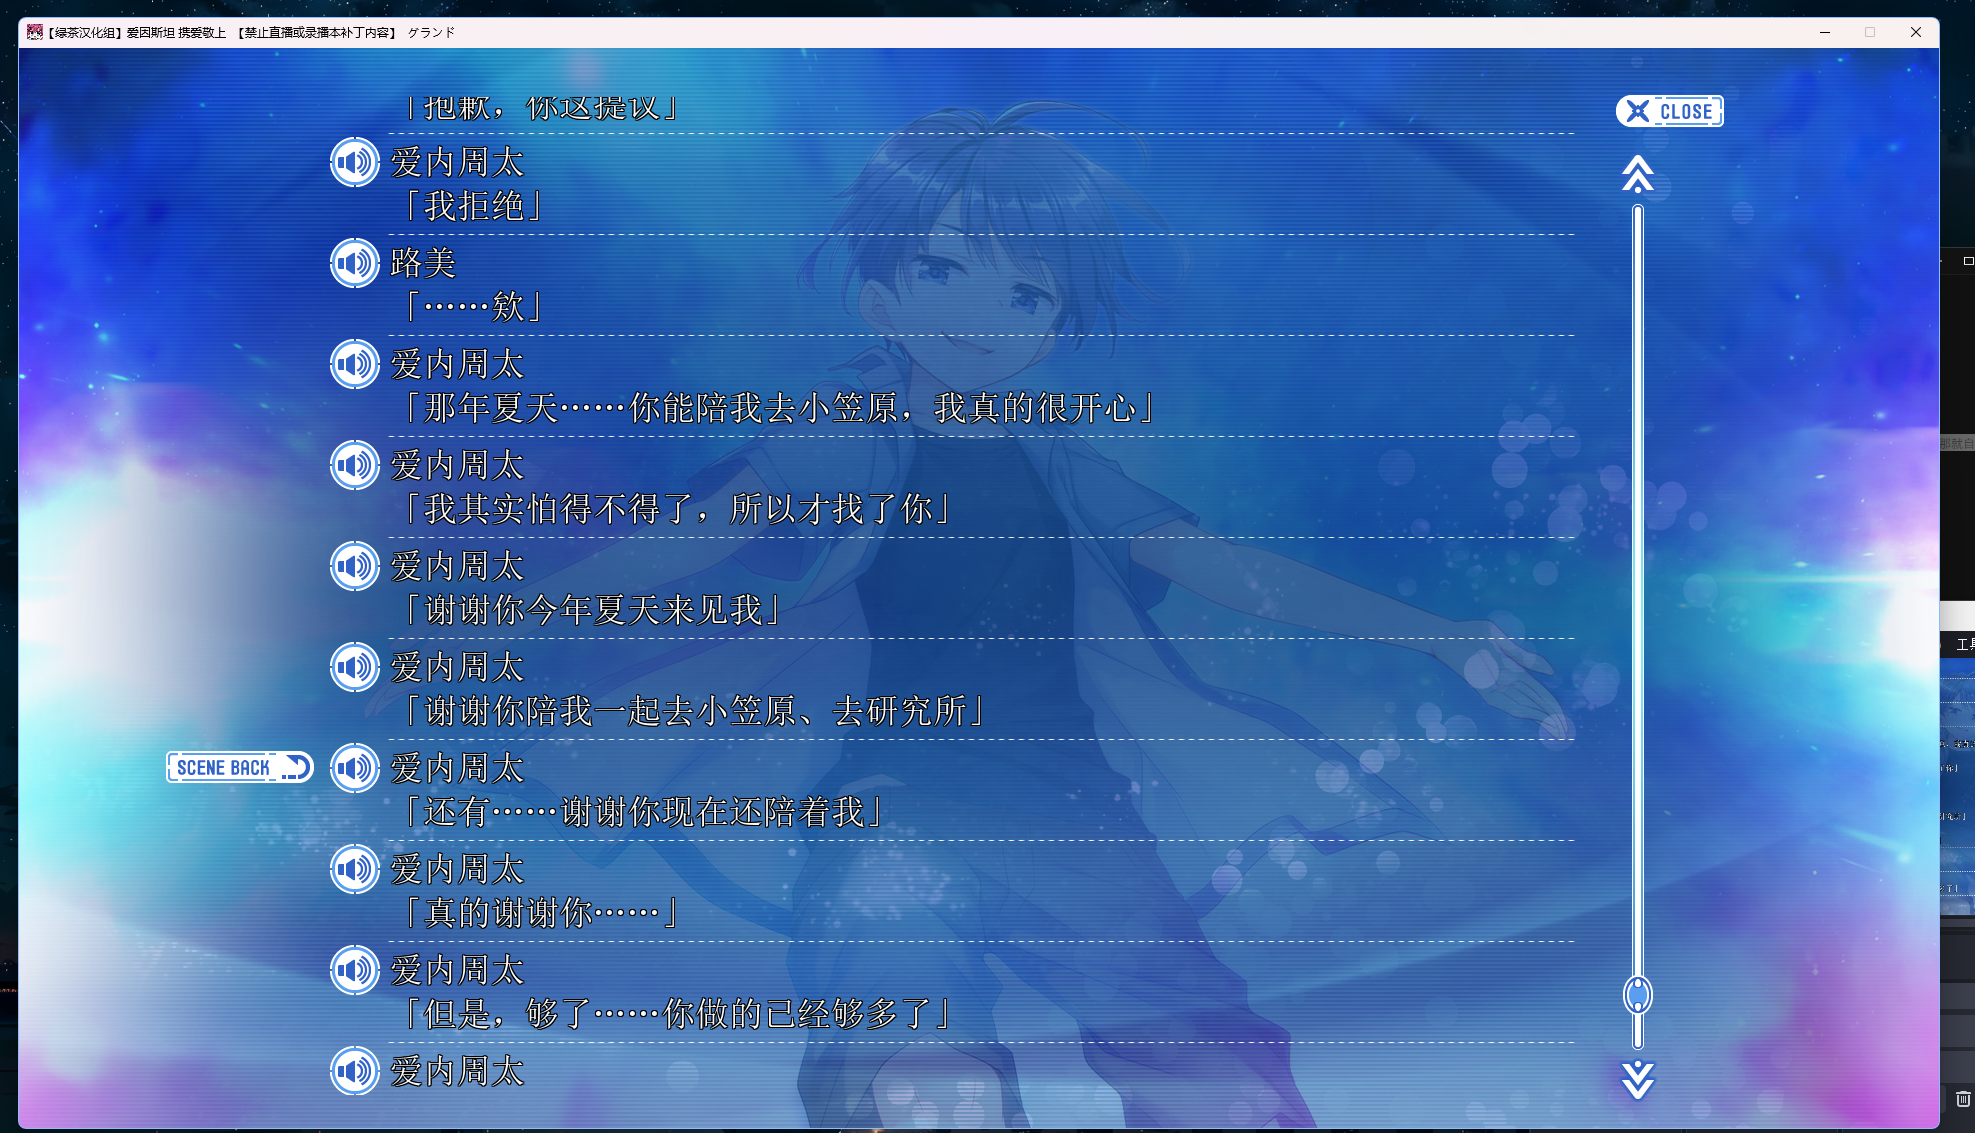 【绿茶汉化组】爱因斯坦 携爱敬上 【禁止直播或录播本补丁内容】 グランド
「抱歉，你这提议」
CLOSE
爱内周太
「我拒绝」
路美
「……欸」
爱内周太
「那年夏天……你能陪我去小笠原，我真的很开心」
爱内周太
「我其实怕得不得了，所以才找了你」
爱内周太
「谢谢你今年夏天来见我」
爱内周太
「谢谢你陪我一起去小笠原、去研究所」
SCENE BACK
爱内周太
「还有……谢谢你现在还陪着我」
爱内周太
「真的谢谢你……」
爱内周太
「但是，够了……你做的已经够多了」
爱内周太
那就自
工具